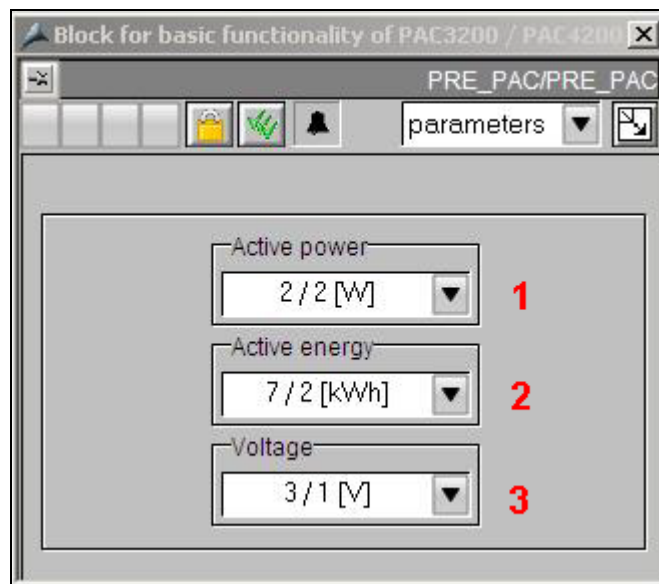 Block for basic functionality of PAC3200 / PAC4200
PRE_PAC/PRE_PAC
parameters
Active power
2 / 2 [W]
1
Active energy
7 / 2 [kWh]
2
Voltage
3 / 1 [V]
3